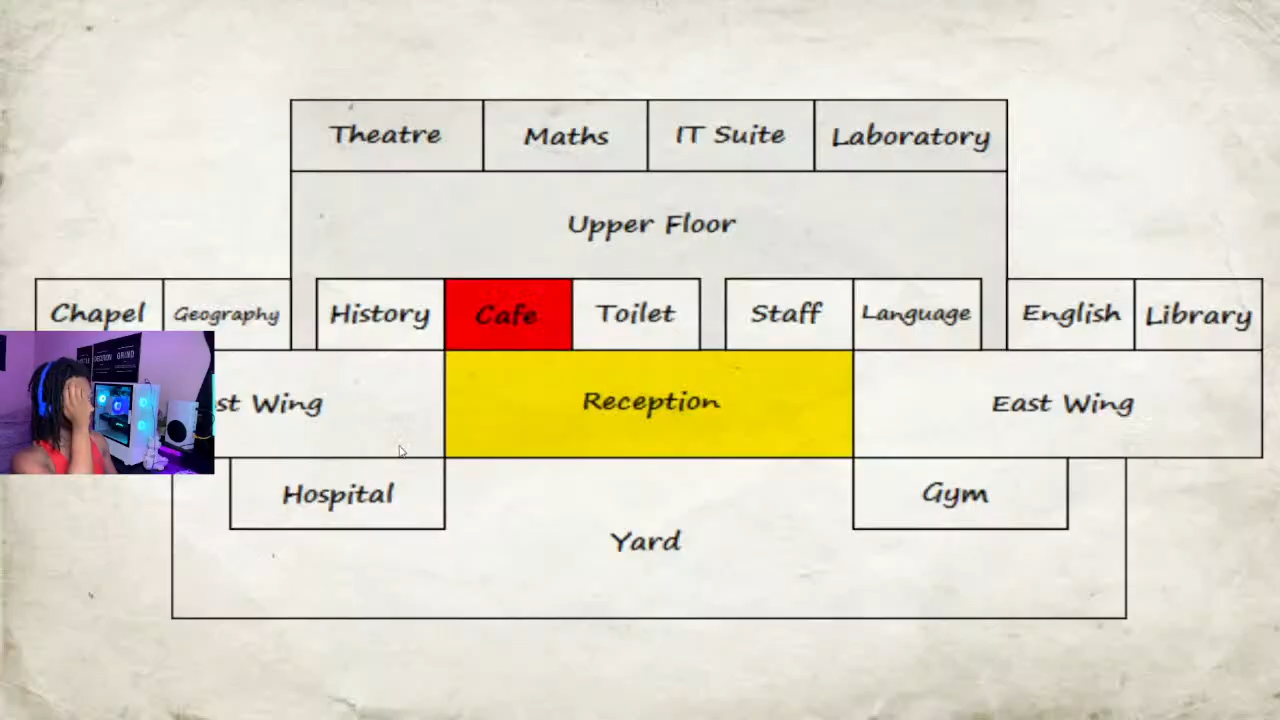 Theatre
Maths
IT Suite
Laboratory
Upper Floor
Chapel
Geography
History
Cafe
Toilet
Staff
Language
English
Library
st Wing
Reception
East Wing
Hospital
Gym
Yard